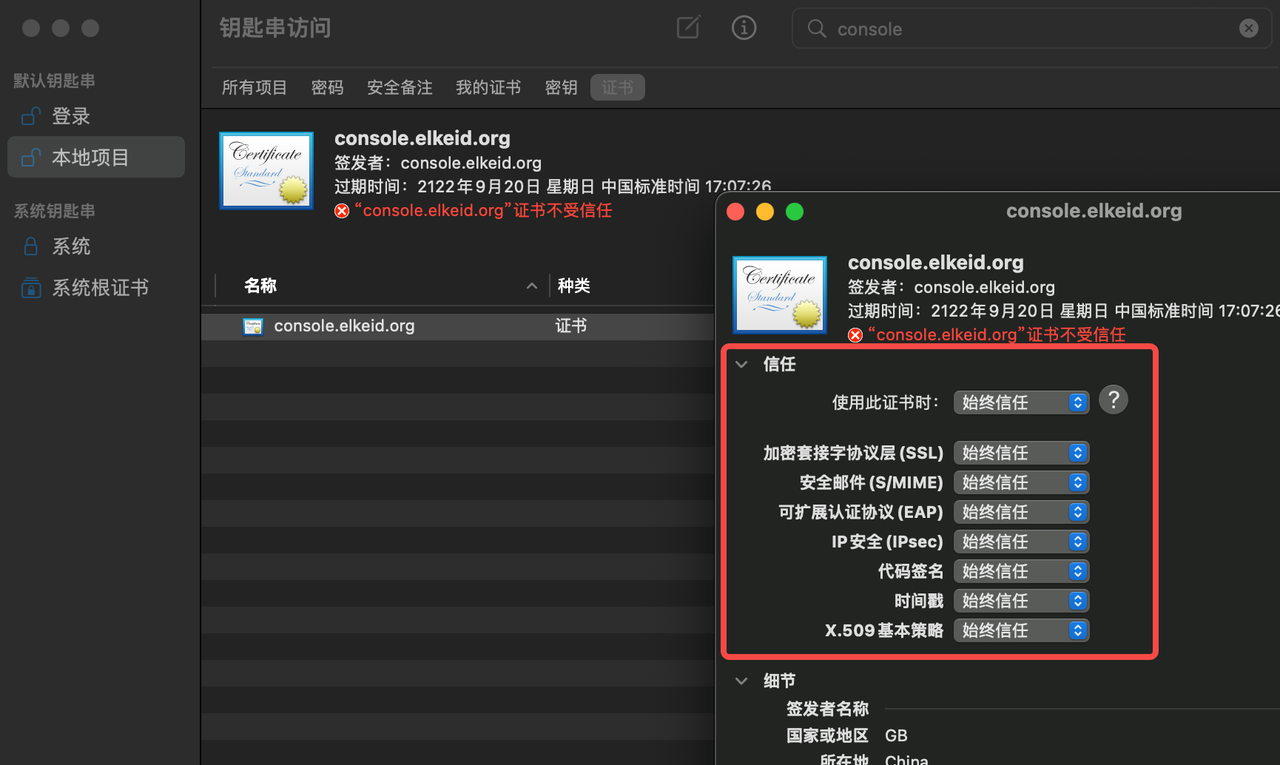 钥匙串访问
console
默认钥匙串
登录
本地项目
系统钥匙串
系统
系统根证书
所有项目 密码 安全备注 我的证书 密钥 证书
Certificate
Standard
console.elkeid.org
签发者：console.elkeid.org
过期时间：2122年9月20日 星期日 中国标准时间 17:07:26
“console.elkeid.org”证书不受信任
名称 种类
console.elkeid.org 证书
console.elkeid.org
Certificate
Standard
console.elkeid.org
签发者：console.elkeid.org
过期时间：2122年9月20日 星期日 中国标准时间 17:07:26
“console.elkeid.org”证书不受信任
信任
使用此证书时： 始终信任 ?
加密套接字协议层 (SSL) 始终信任
安全邮件 (S/MIME) 始终信任
可扩展认证协议 (EAP) 始终信任
IP 安全 (IPsec) 始终信任
代码签名 始终信任
时间戳 始终信任
X.509 基本策略 始终信任
细节
签发者名称
国家或地区 GB
所在地 China